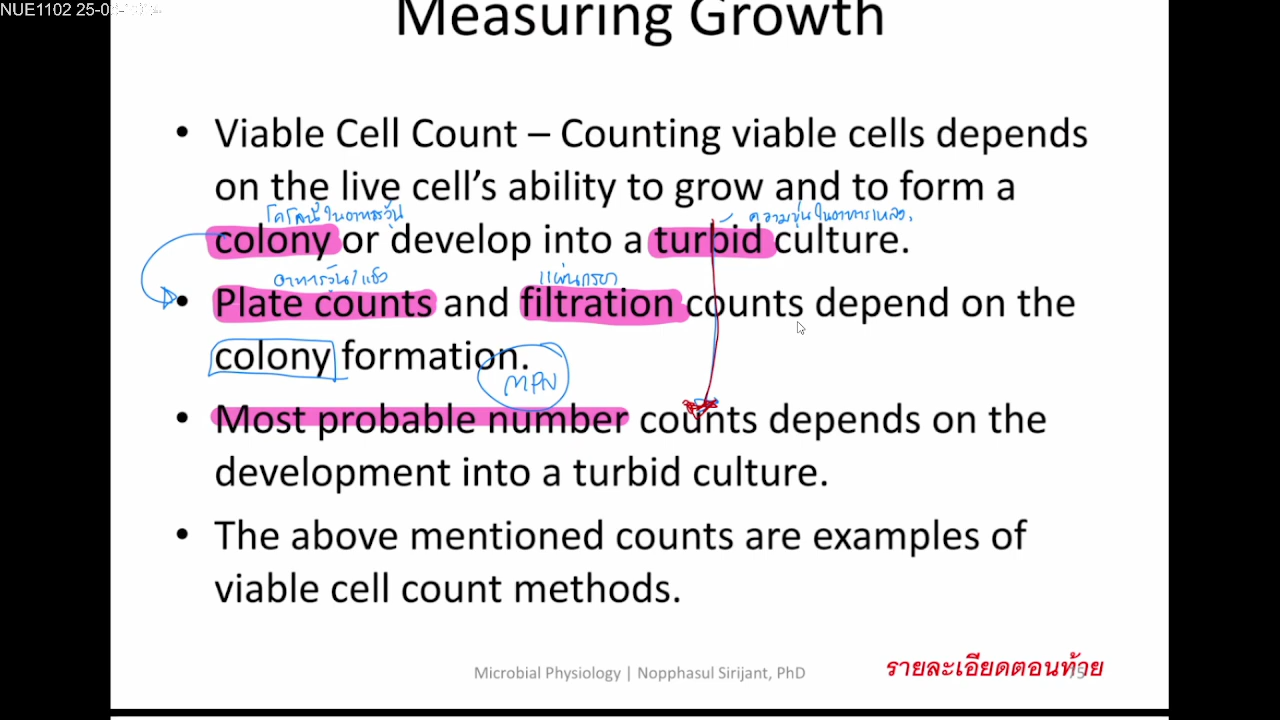 NUE1102 25-0
Measuring Growth
• Viable Cell Count – Counting viable cells depends
on the live cell’s ability to grow and to form a
โคโลนีในอาหารวุ้น ความขุ่นในอาหารเหลว
colony or develop into a turbid culture.
อาหารวุ้น/แข็ง แผ่นกรอง
• Plate counts and filtration counts depend on the
colony formation.
MPN
• Most probable number counts depends on the
development into a turbid culture.
• The above mentioned counts are examples of
viable cell count methods.
Microbial Physiology | Nopphasul Sirijant, PhD
รายละเอียดตอนท้าย